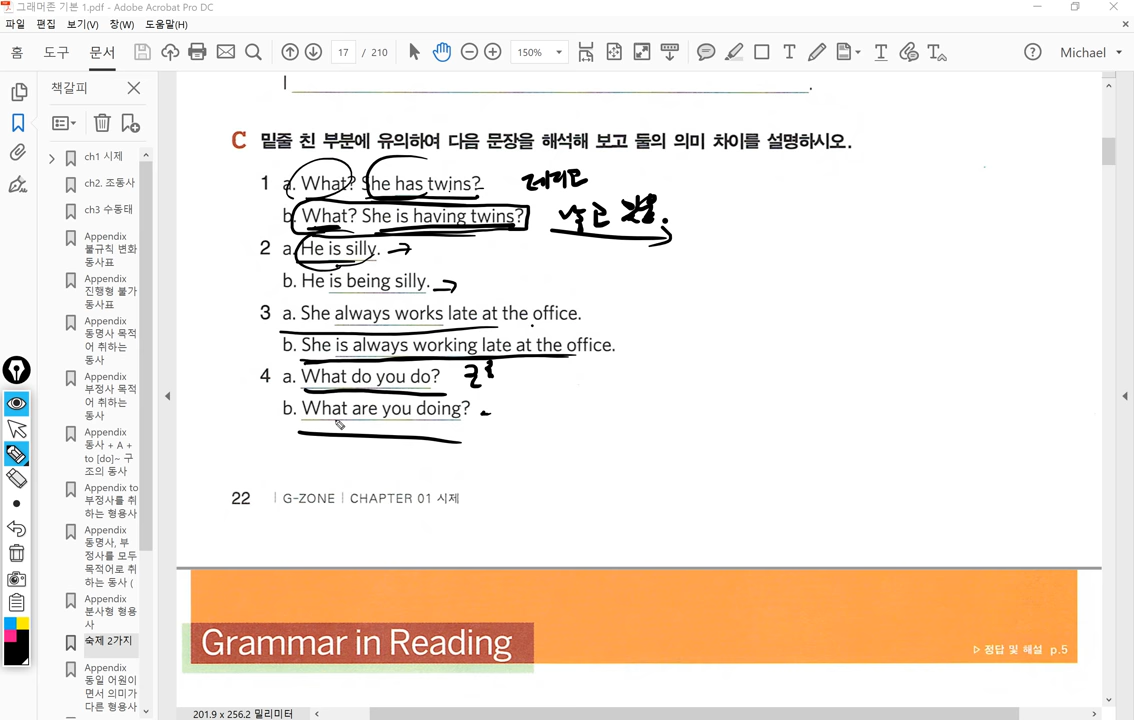 그래머존 기본 1.pdf - Adobe Acrobat Pro DC
파일 편집 보기(V) 창(W) 도움말(H)
홈 도구 문서 17 / 210 150% Michael
책갈피
ch1 시제
ch2. 조동사
ch3 수동태
Appendix
불규칙 변화
동사표
Appendix
진행형 불가
동사표
Appendix
동명사 목적
어 취하는
동사
Appendix
부정사 목적
어 취하는
동사
Appendix
동사 + A +
to [do]~ 구
조의 동사
Appendix to
부정사를 취
하는 형용사
Appendix
동명사, 부
정사를 모두
목적어로 취
하는 동사 (
Appendix
분사형 형용
사
숙제 2가지
Appendix
동일 어원이
면서 의미가
다른 형용사
C 밑줄 친 부분에 유의하여 다음 문장을 해석해 보고 둘의 의미 차이를 설명하시오.
1 a. What? She has twins?
b. What? She is having twins? 낳고 있음.
2 a. He is silly.
b. He is being silly.
3 a. She always works late at the office.
b. She is always working late at the office.
4 a. What do you do?
b. What are you doing?
22 G-ZONE CHAPTER 01 시제
Grammar in Reading
▷ 정답 및 해설 p.5
201.9 x 256.2 밀리미터